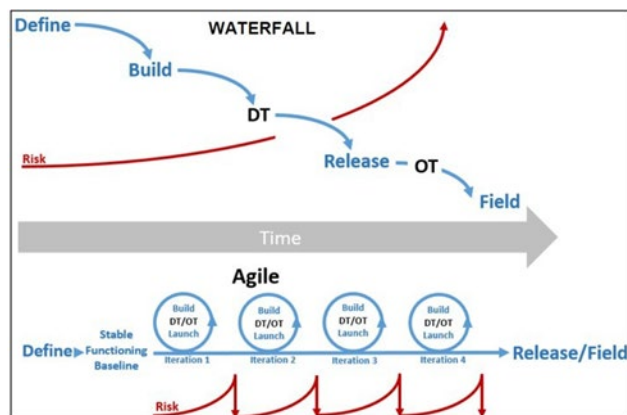 WATERFALL
Define
Build
DT
Risk
Release
OT
Field
Time
Agile
Build
DT/OT
Launch
Build
DT/OT
Launch
Build
DT/OT
Launch
Build
DT/OT
Launch
Define
Stable
Functioning
Baseline
Iteration 1
Iteration 2
Iteration 3
Iteration 4
Release/Field
Risk